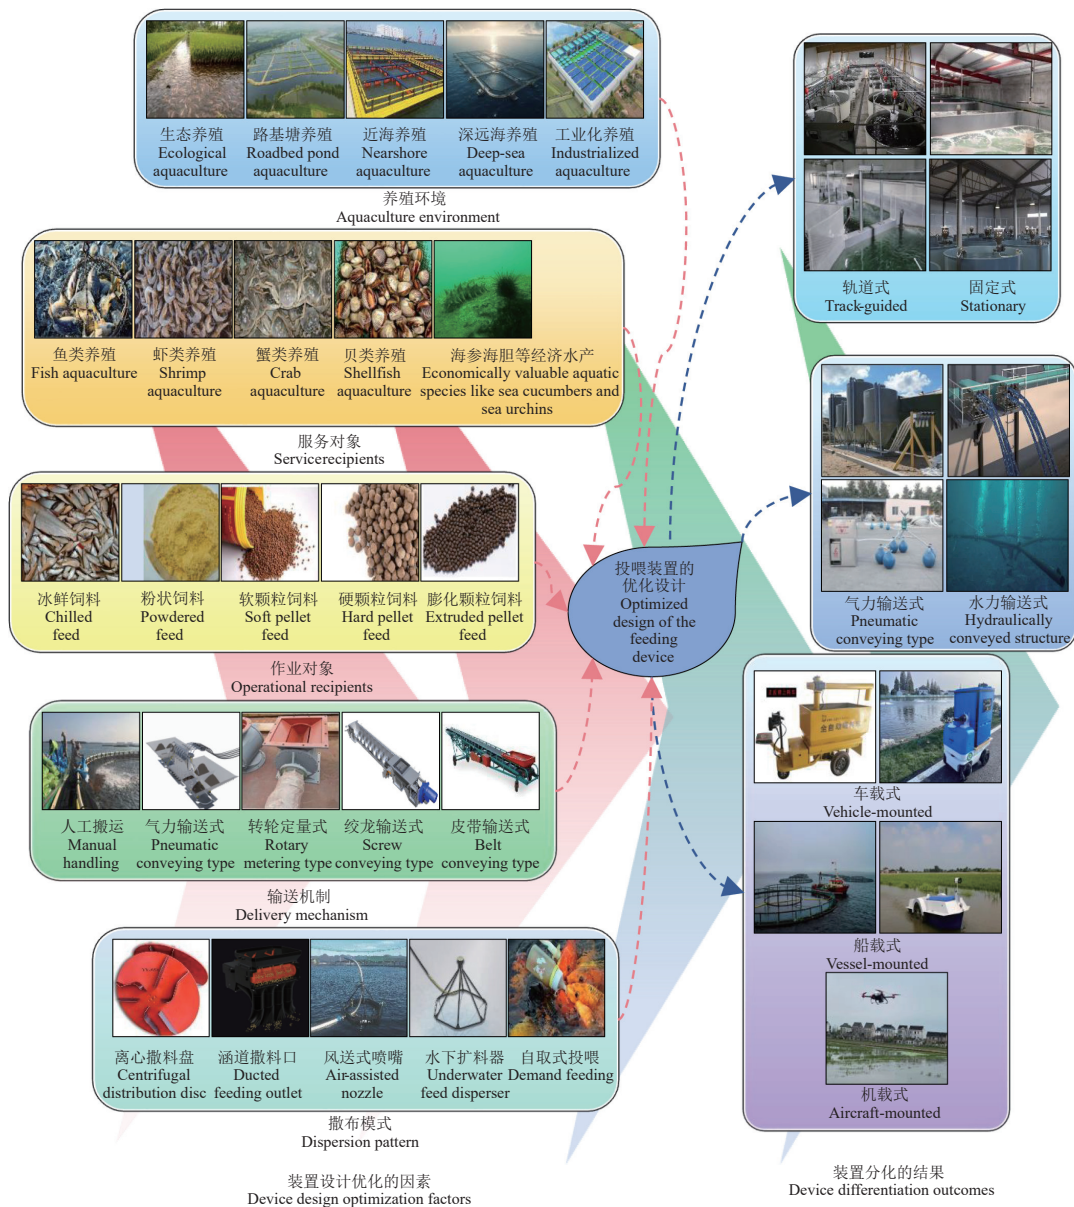 生态养殖
Ecological
aquaculture
路基塘养殖
Roadbed pond
aquaculture
近海养殖
Nearshore
aquaculture
深远海养殖
Deep-sea
aquaculture
工业化养殖
Industrialized
aquaculture
养殖环境
Aquaculture environment
鱼类养殖
Fish aquaculture
虾类养殖
Shrimp
aquaculture
蟹类养殖
Crab
aquaculture
贝类养殖
Shellfish
aquaculture
海参海胆等经济水产
Economically valuable aquatic
species like sea cucumbers and
sea urchins
服务对象
Servicerecipients
冰鲜饲料
Chilled
feed
粉状饲料
Powdered
feed
软颗粒饲料
Soft pellet
feed
硬颗粒饲料
Hard pellet
feed
膨化颗粒饲料
Extruded pellet
feed
作业对象
Operational recipients
人工搬运
Manual
handling
气力输送式
Pneumatic
conveying type
转轮定量式
Rotary
metering type
绞龙输送式
Screw
conveying type
皮带输送式
Belt
conveying type
输送机制
Delivery mechanism
离心撒料盘
Centrifugal
distribution disc
涵道撒料口
Ducted
feeding outlet
风送式喷嘴
Air-assisted
nozzle
水下扩料器
Underwater
feed disperser
自取式投喂
Demand feeding
撒布模式
Dispersion pattern
装置设计优化的因素
Device design optimization factors
投喂装置的
优化设计
Optimized
design of the
feeding
device
轨道式
Track-guided
固定式
Stationary
气力输送式
Pneumatic
conveying type
水力输送式
Hydraulically
conveyed structure
车载式
Vehicle-mounted
船载式
Vessel-mounted
机载式
Aircraft-mounted
装置分化的结果
Device differentiation outcomes